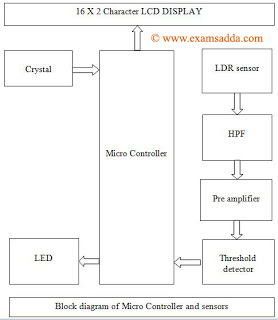 16 X 2 Character LCD DISPLAY
© www.examsadda.com
Crystal
LDR sensor
HPF
Micro Controller
Pre amplifier
LED
Threshold
detector
Block diagram of Micro Controller and sensors